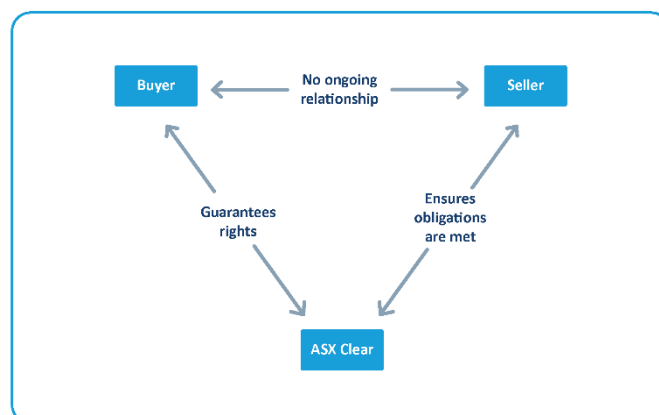 Buyer
No ongoing
relationship
Seller
Guarantees
rights
Ensures
obligations
are met
ASX Clear